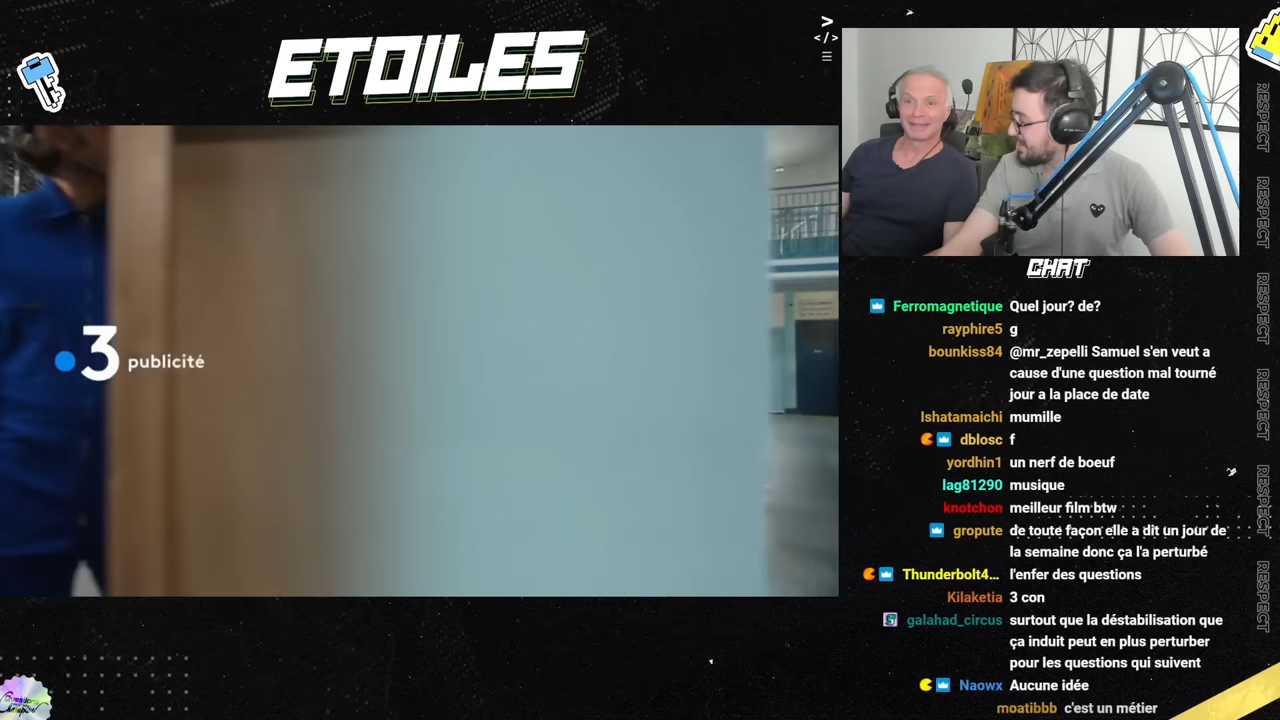 ETOILES
>
</>
3 publicité
CHAT
Ferromagnetique Quel jour? de?
rayphire5 g
bounkiss84 @mr_zepelli Samuel s'en veut a
cause d'une question mal tourné
jour a la place de date
Ishatamaichi mumille
dblosc f
yordhin1 un nerf de boeuf
lag81290 musique
knotchon meilleur film btw
gropute de toute façon elle a dit un jour de
la semaine donc ça l'a perturbé
Thunderbolt4... l'enfer des questions
Kilaketia 3 con
galahad_circus surtout que la déstabilisation que
ça induit peut en plus perturber
pour les questions qui suivent
Naowx Aucune idée
moatibbb c'est un métier
RESPECT
RESPECT
RESPECT
RESPECT
RESPECT
RESPECT